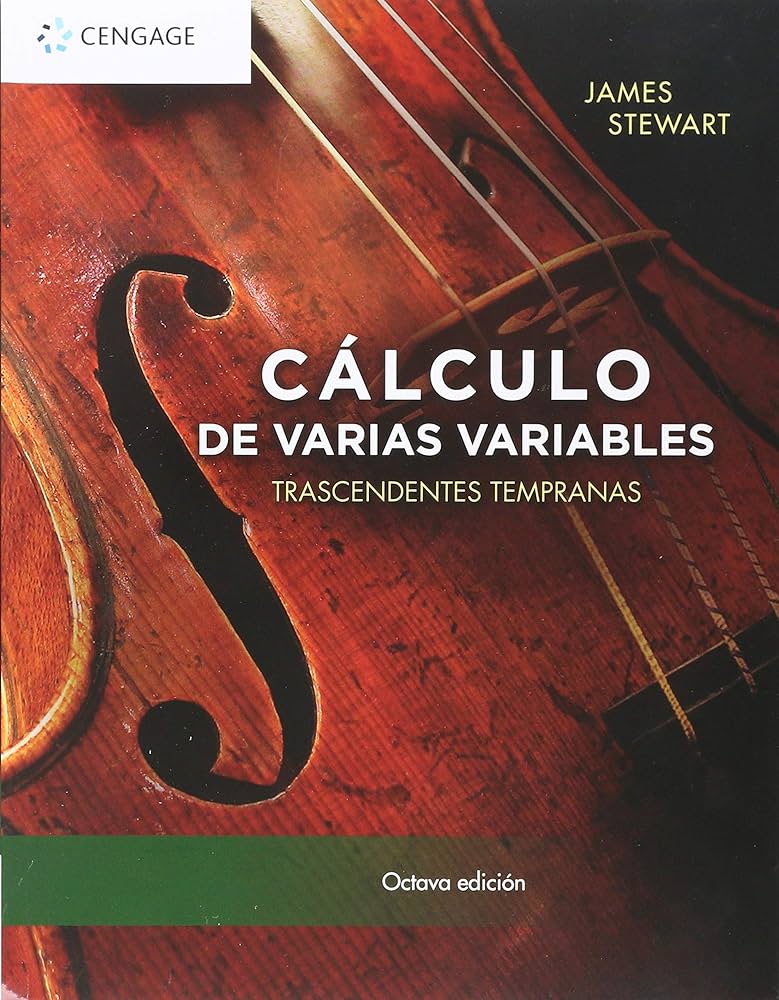 CENGAGE
JAMES
STEWART
CÁLCULO
DE VARIAS VARIABLES
TRASCENDENTES TEMPRANAS
Octava edición